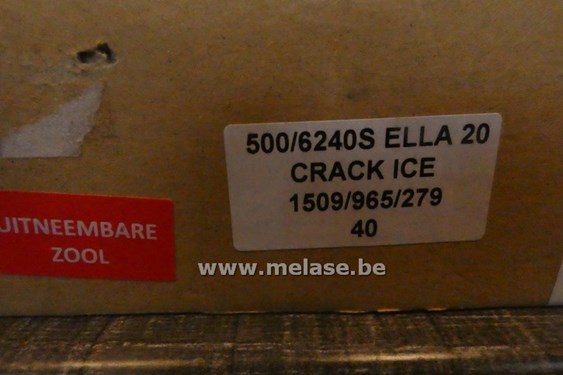 500/6240S ELLA 20
CRACK ICE
1509/965/279
40
UITNEEMBARE
ZOOL
www.melase.be